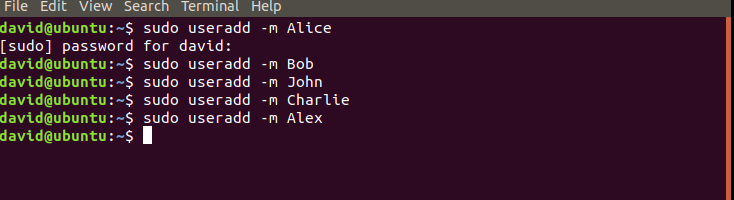 File Edit View Search Terminal Help
david@ubuntu:~$ sudo useradd -m Alice
[sudo] password for david:
david@ubuntu:~$ sudo useradd -m Bob
david@ubuntu:~$ sudo useradd -m John
david@ubuntu:~$ sudo useradd -m Charlie
david@ubuntu:~$ sudo useradd -m Alex
david@ubuntu:~$